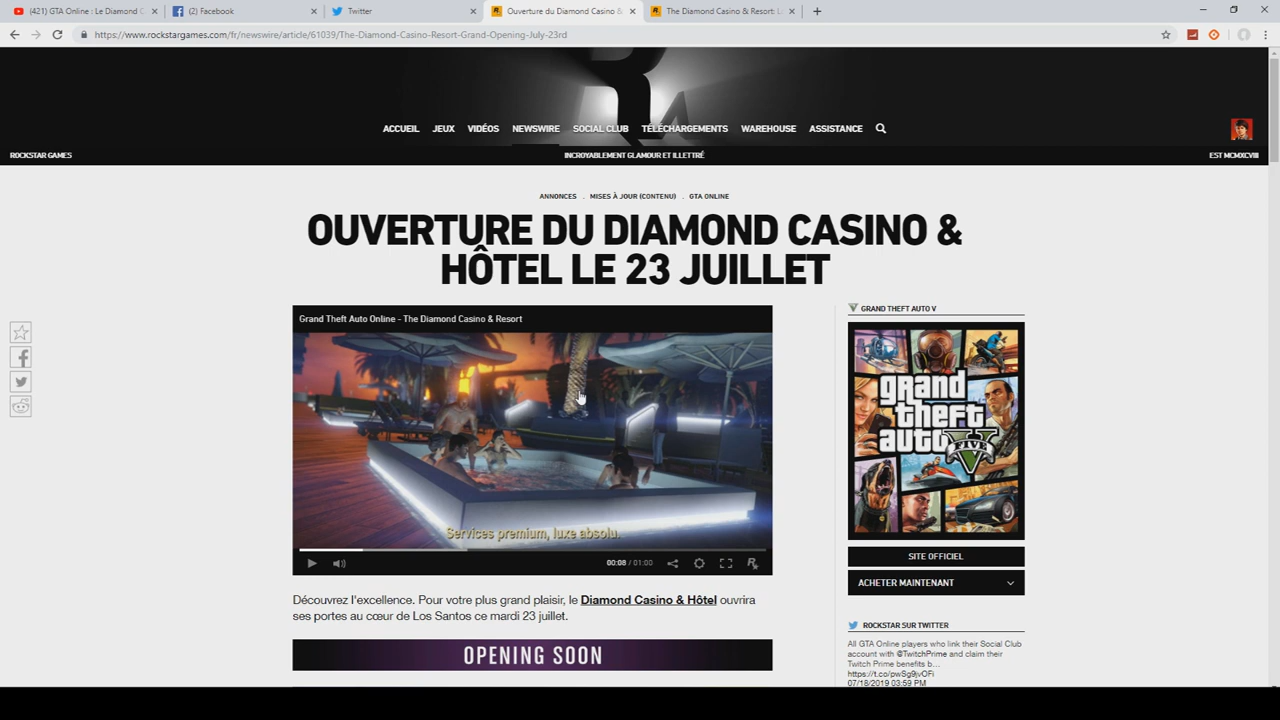 (421) GTA Online : Le Diamond C
(2) Facebook
Twitter
Ouverture du Diamond Casino &
The Diamond Casino & Resort: L
https://www.rockstargames.com/fr/newswire/article/61039/The-Diamond-Casino-Resort-Grand-Opening-July-23rd
ACCUEIL JEUX VIDÉOS NEWSWIRE SOCIAL CLUB TÉLÉCHARGEMENTS WAREHOUSE ASSISTANCE
ROCKSTAR GAMES INCROYABLEMENT GLAMOUR ET ILLETTRÉ EST MCMXCVIII
ANNONCES . MISES À JOUR (CONTENU) . GTA ONLINE
OUVERTURE DU DIAMOND CASINO &
HÔTEL LE 23 JUILLET
Grand Theft Auto Online - The Diamond Casino & Resort
Services premium, luxe absolu.
00:08 / 01:00
Découvrez l'excellence. Pour votre plus grand plaisir, le Diamond Casino & Hôtel ouvrira
ses portes au cœur de Los Santos ce mardi 23 juillet.
OPENING SOON
GRAND THEFT AUTO V
grand
theft
auto
FIVE
SITE OFFICIEL
ACHETER MAINTENANT
ROCKSTAR SUR TWITTER
All GTA Online players who link their Social Club
account with @TwitchPrime and claim their
Twitch Prime benefits b…
https://t.co/pwSg9jvOFi
07/18/2019 03:59 PM